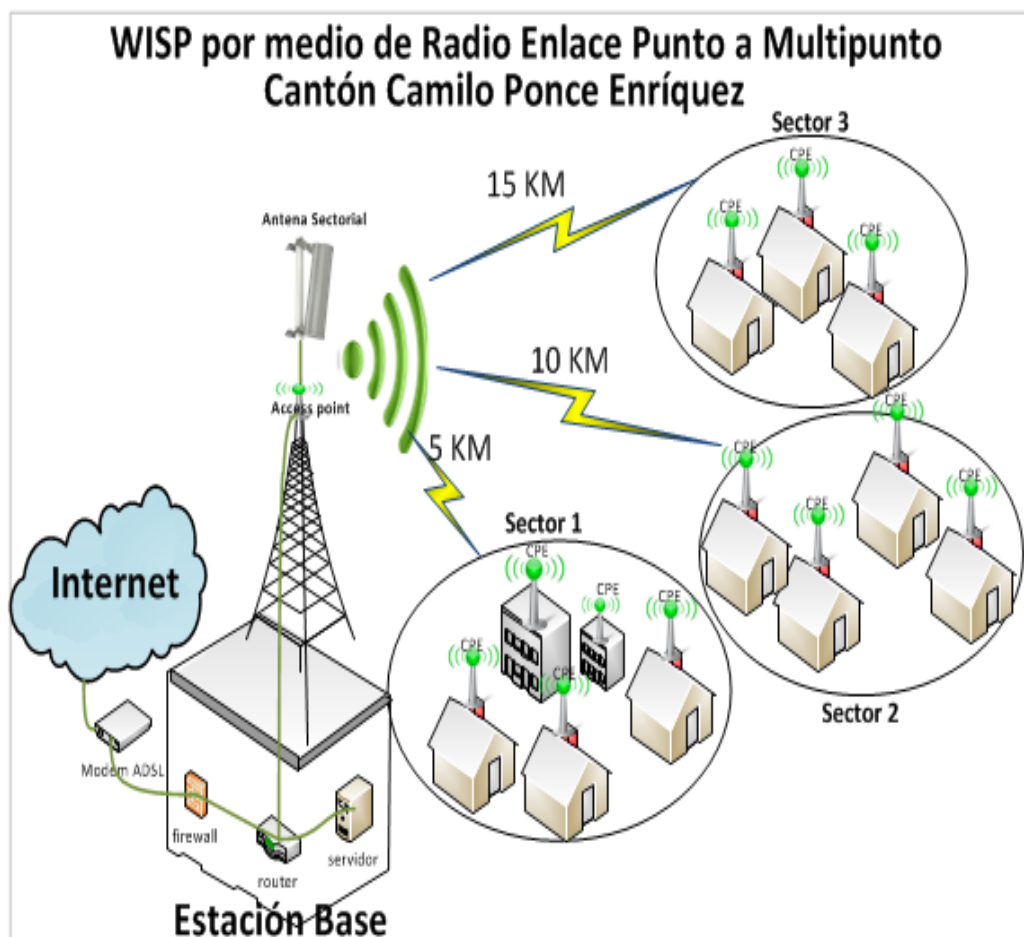 WISP por medio de Radio Enlace Punto a Multipunto
Cantón Camilo Ponce Enríquez
Sector 3
CPE
CPE
CPE
15 KM
Antena Sectorial
10 KM
Access point
5 KM
CPE
CPE
CPE
CPE
Sector 1
CPE
CPE
CPE
CPE
CPE
Internet
Sector 2
Modem ADSL
firewall
servidor
router
Estación Base